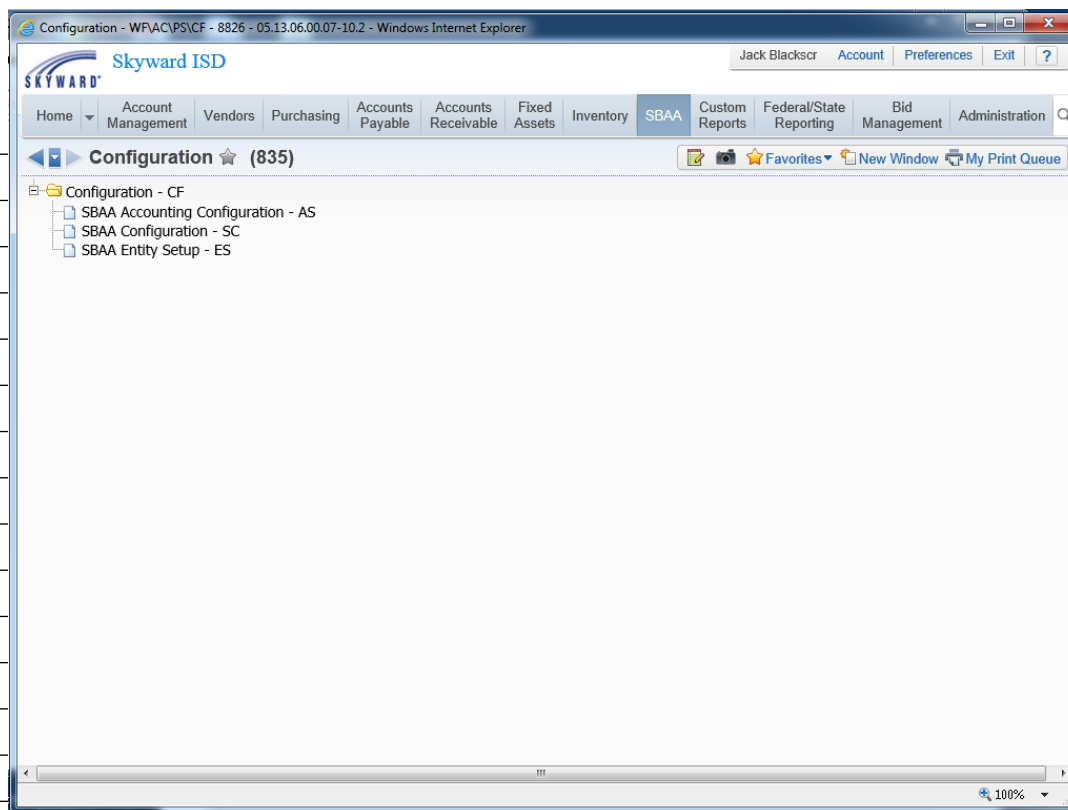 Configuration - WF\AC\PS\CF - 8826 - 05.13.06.00.07-10.2 - Windows Internet Explorer
SKYWARD
Skyward ISD
Jack Blackscr Account Preferences Exit ?
Home Account Management Vendors Purchasing Accounts Payable Accounts Receivable Fixed Assets Inventory SBAA Custom Reports Federal/State Reporting Bid Management Administration
Configuration (835)
Favorites New Window My Print Queue
Configuration - CF
SBAA Accounting Configuration - AS
SBAA Configuration - SC
SBAA Entity Setup - ES
100%